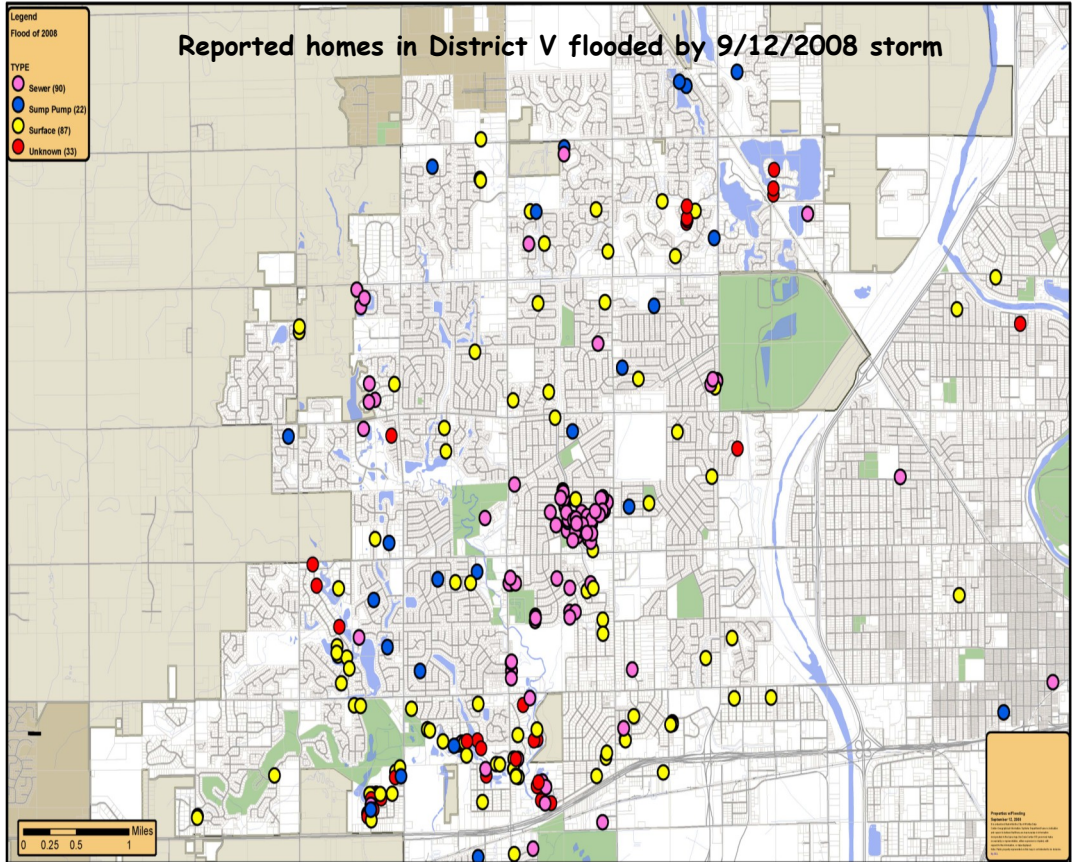 Legend
Flood of 2008
Reported homes in District V flooded by 9/12/2008 storm
TYPE
Sewer (90)
Sump Pump (22)
Surface (87)
Unknown (33)
Miles
0 0.25 0.5 1
Properties w/Flooding
September 12, 2008